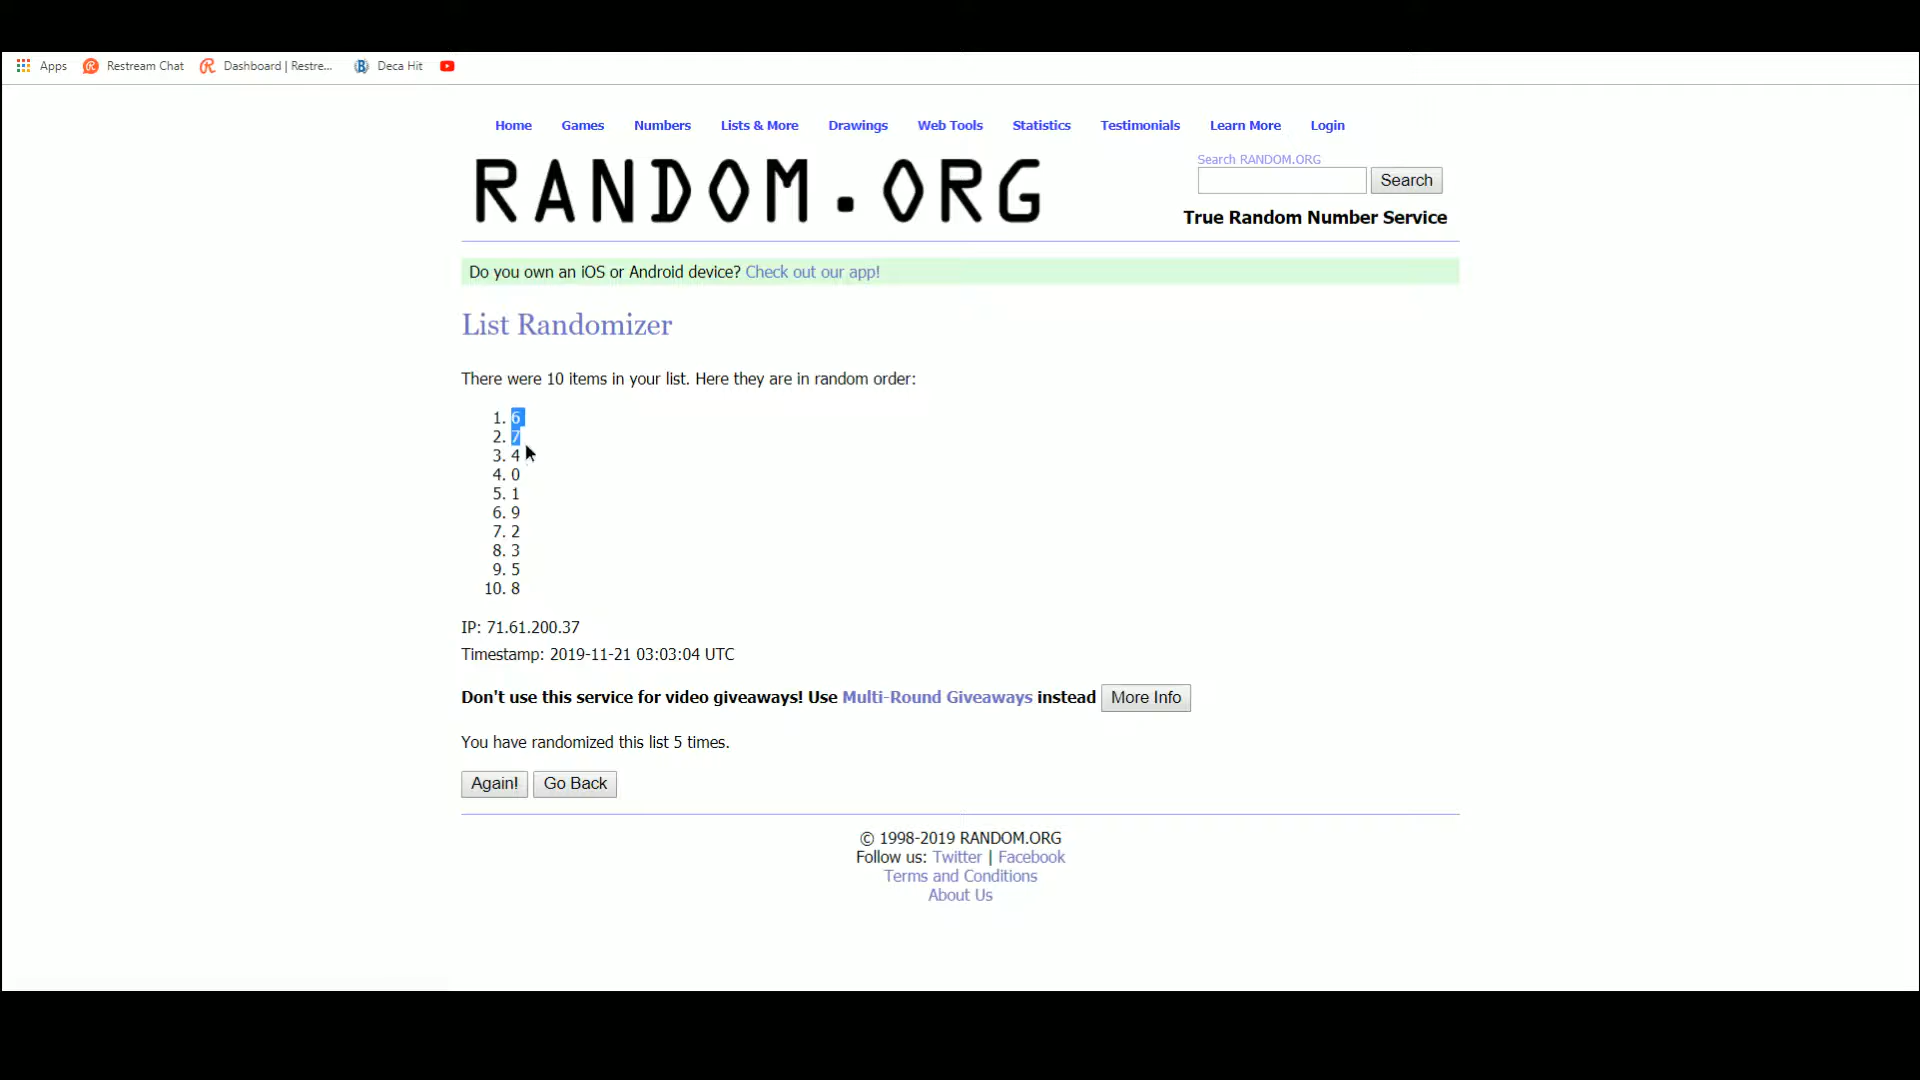 Apps Restream Chat Dashboard | Restre... Deca Hit
Home Games Numbers Lists & More Drawings Web Tools Statistics Testimonials Learn More Login
RANDOM.ORG
Search RANDOM.ORG
Search
True Random Number Service
Do you own an iOS or Android device? Check out our app!
List Randomizer
There were 10 items in your list. Here they are in random order:
1. 6
2. 7
3. 4
4. 0
5. 1
6. 9
7. 2
8. 3
9. 5
10. 8
IP: 71.61.200.37
Timestamp: 2019-11-21 03:03:04 UTC
Don't use this service for video giveaways! Use Multi-Round Giveaways instead More Info
You have randomized this list 5 times.
Again! Go Back
© 1998-2019 RANDOM.ORG
Follow us: Twitter | Facebook
Terms and Conditions
About Us